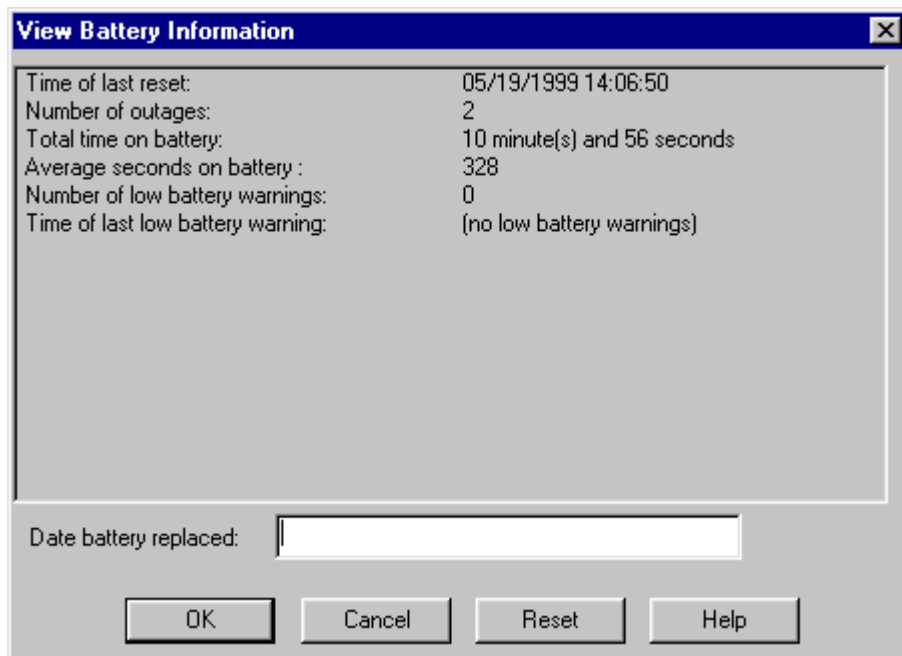 View Battery Information
Time of last reset: 05/19/1999 14:06:50
Number of outages: 2
Total time on battery: 10 minute(s) and 56 seconds
Average seconds on battery : 328
Number of low battery warnings: 0
Time of last low battery warning: (no low battery warnings)
Date battery replaced:
OK Cancel Reset Help